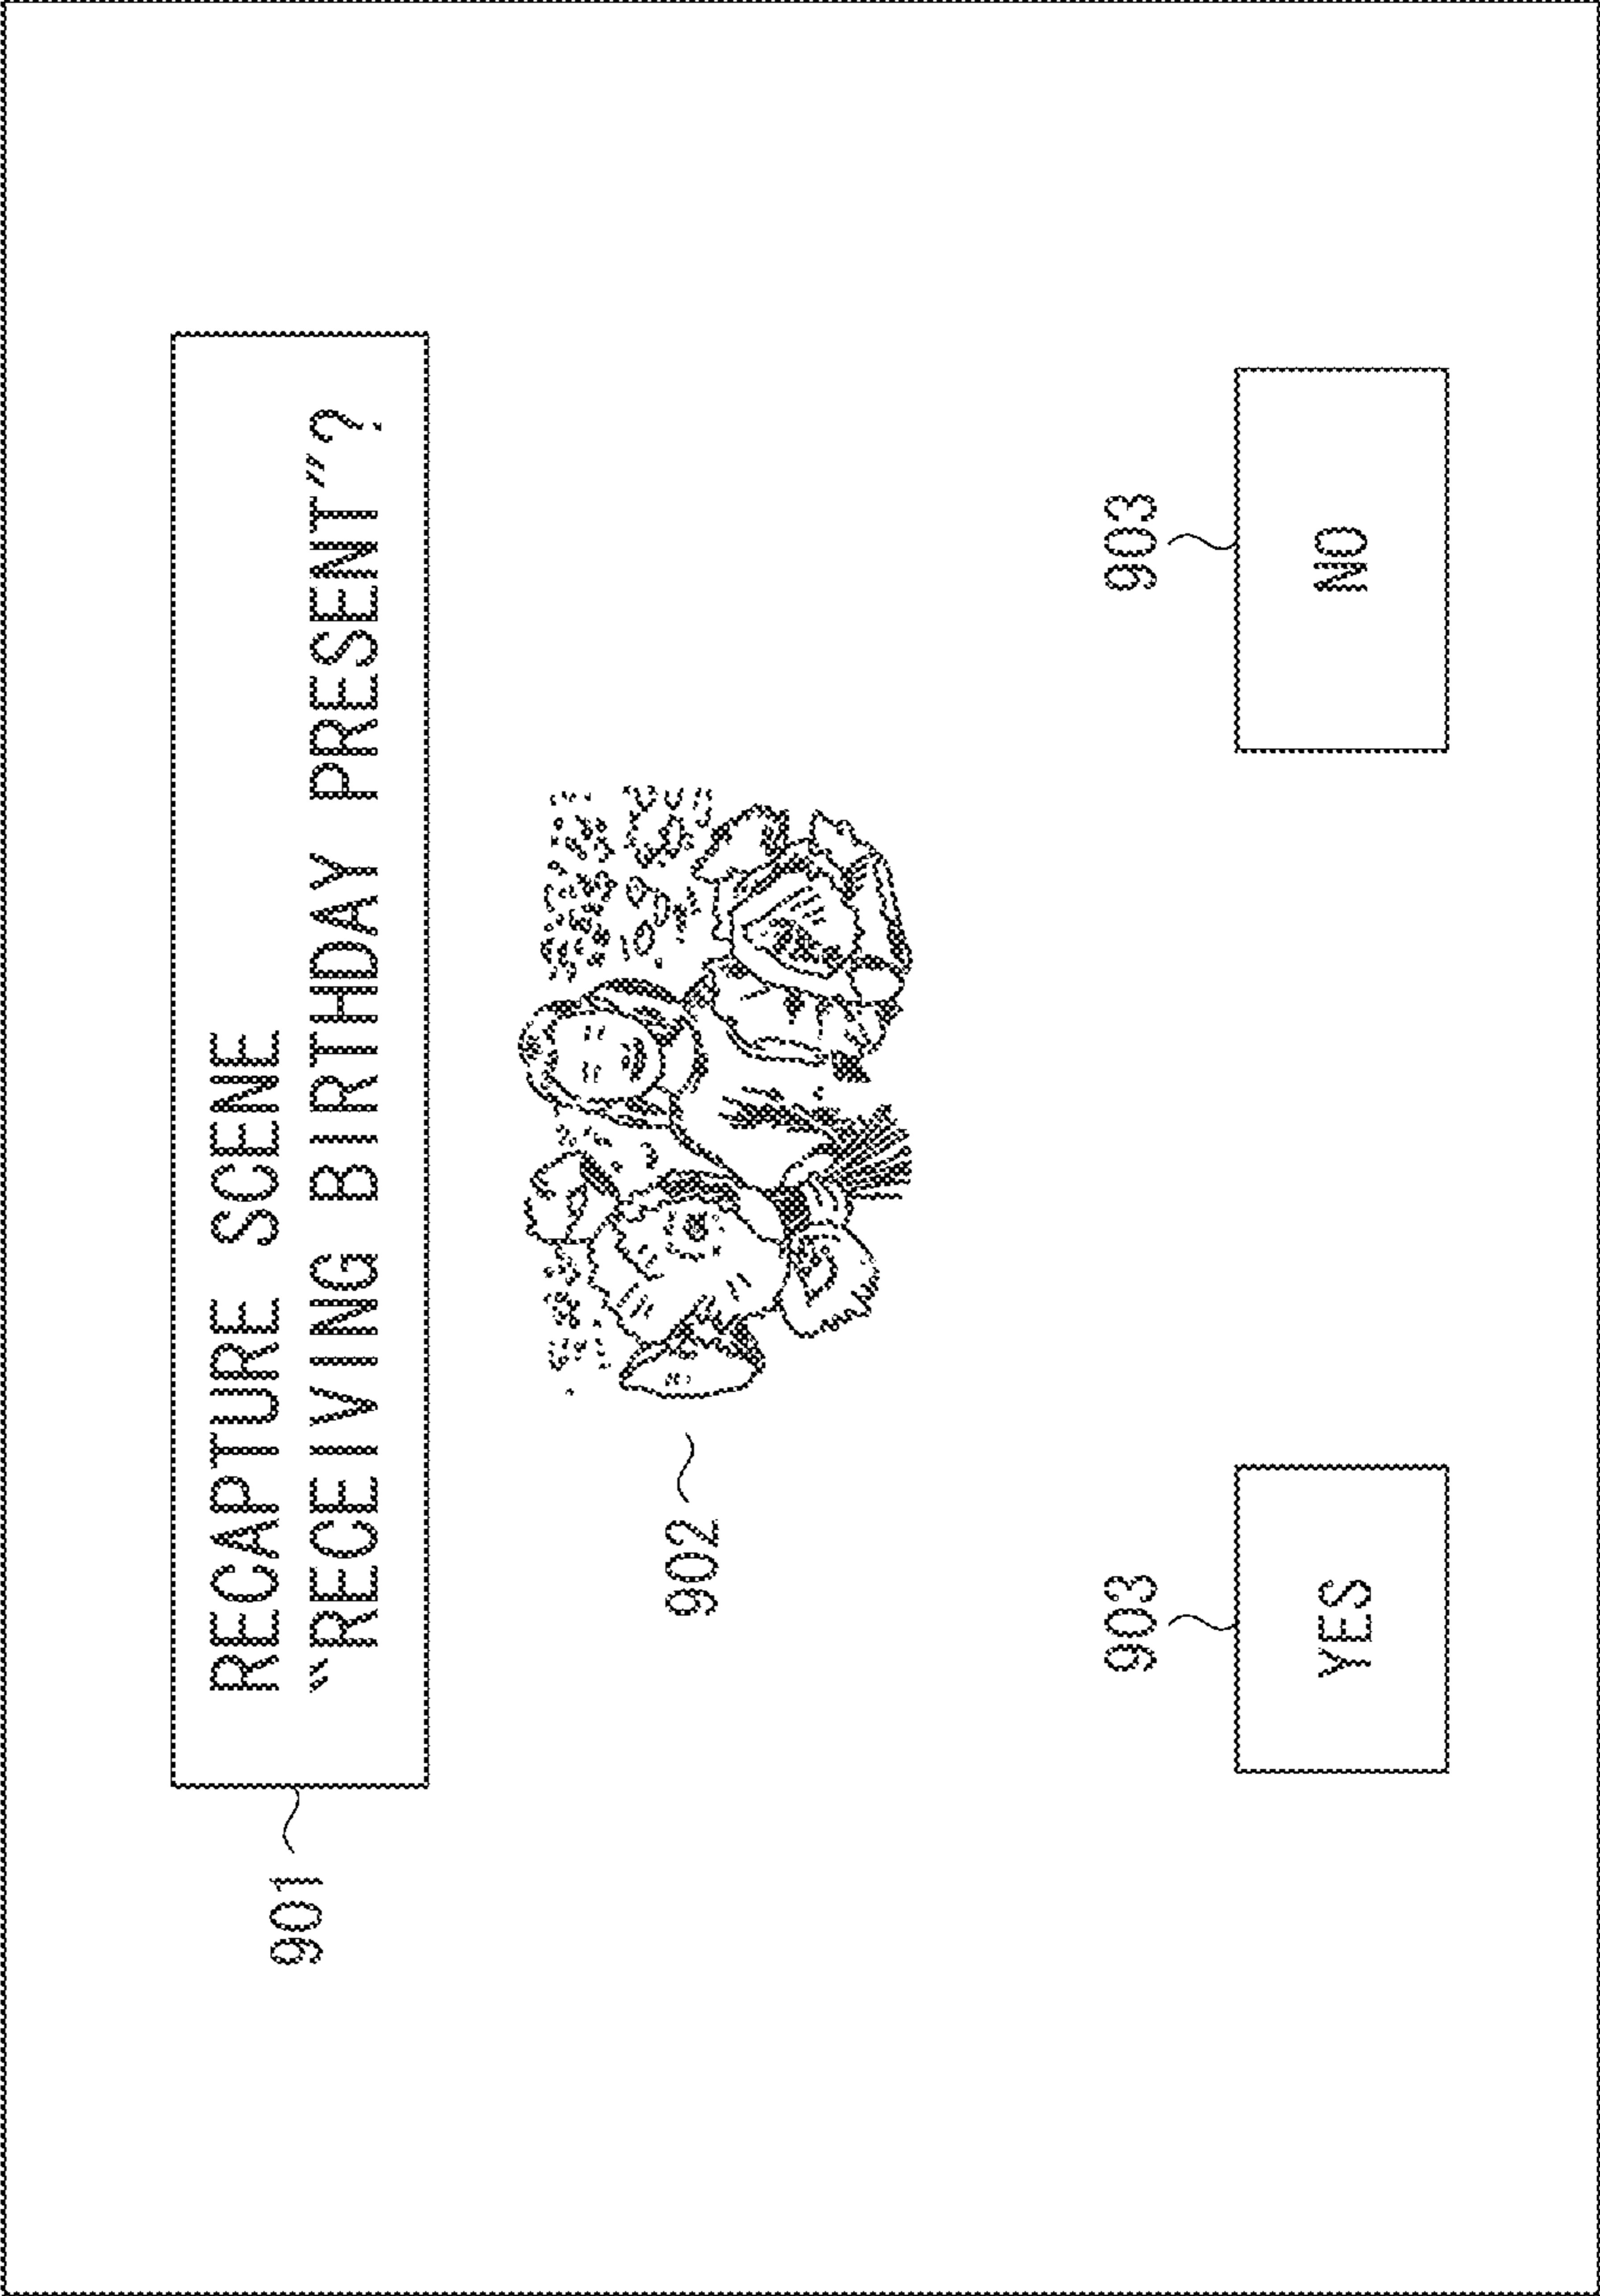 901
RECAPTURE SCENE
“RECEIVING BIRTHDAY PRESENT”?
902
903
YES
903
NO